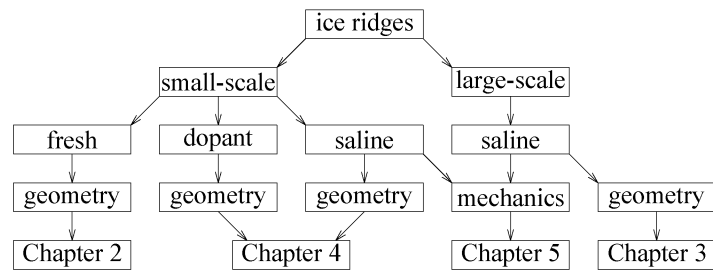 ice ridges
small-scale
large-scale
fresh
dopant
saline
saline
geometry
geometry
geometry
mechanics
geometry
Chapter 2
Chapter 4
Chapter 5
Chapter 3